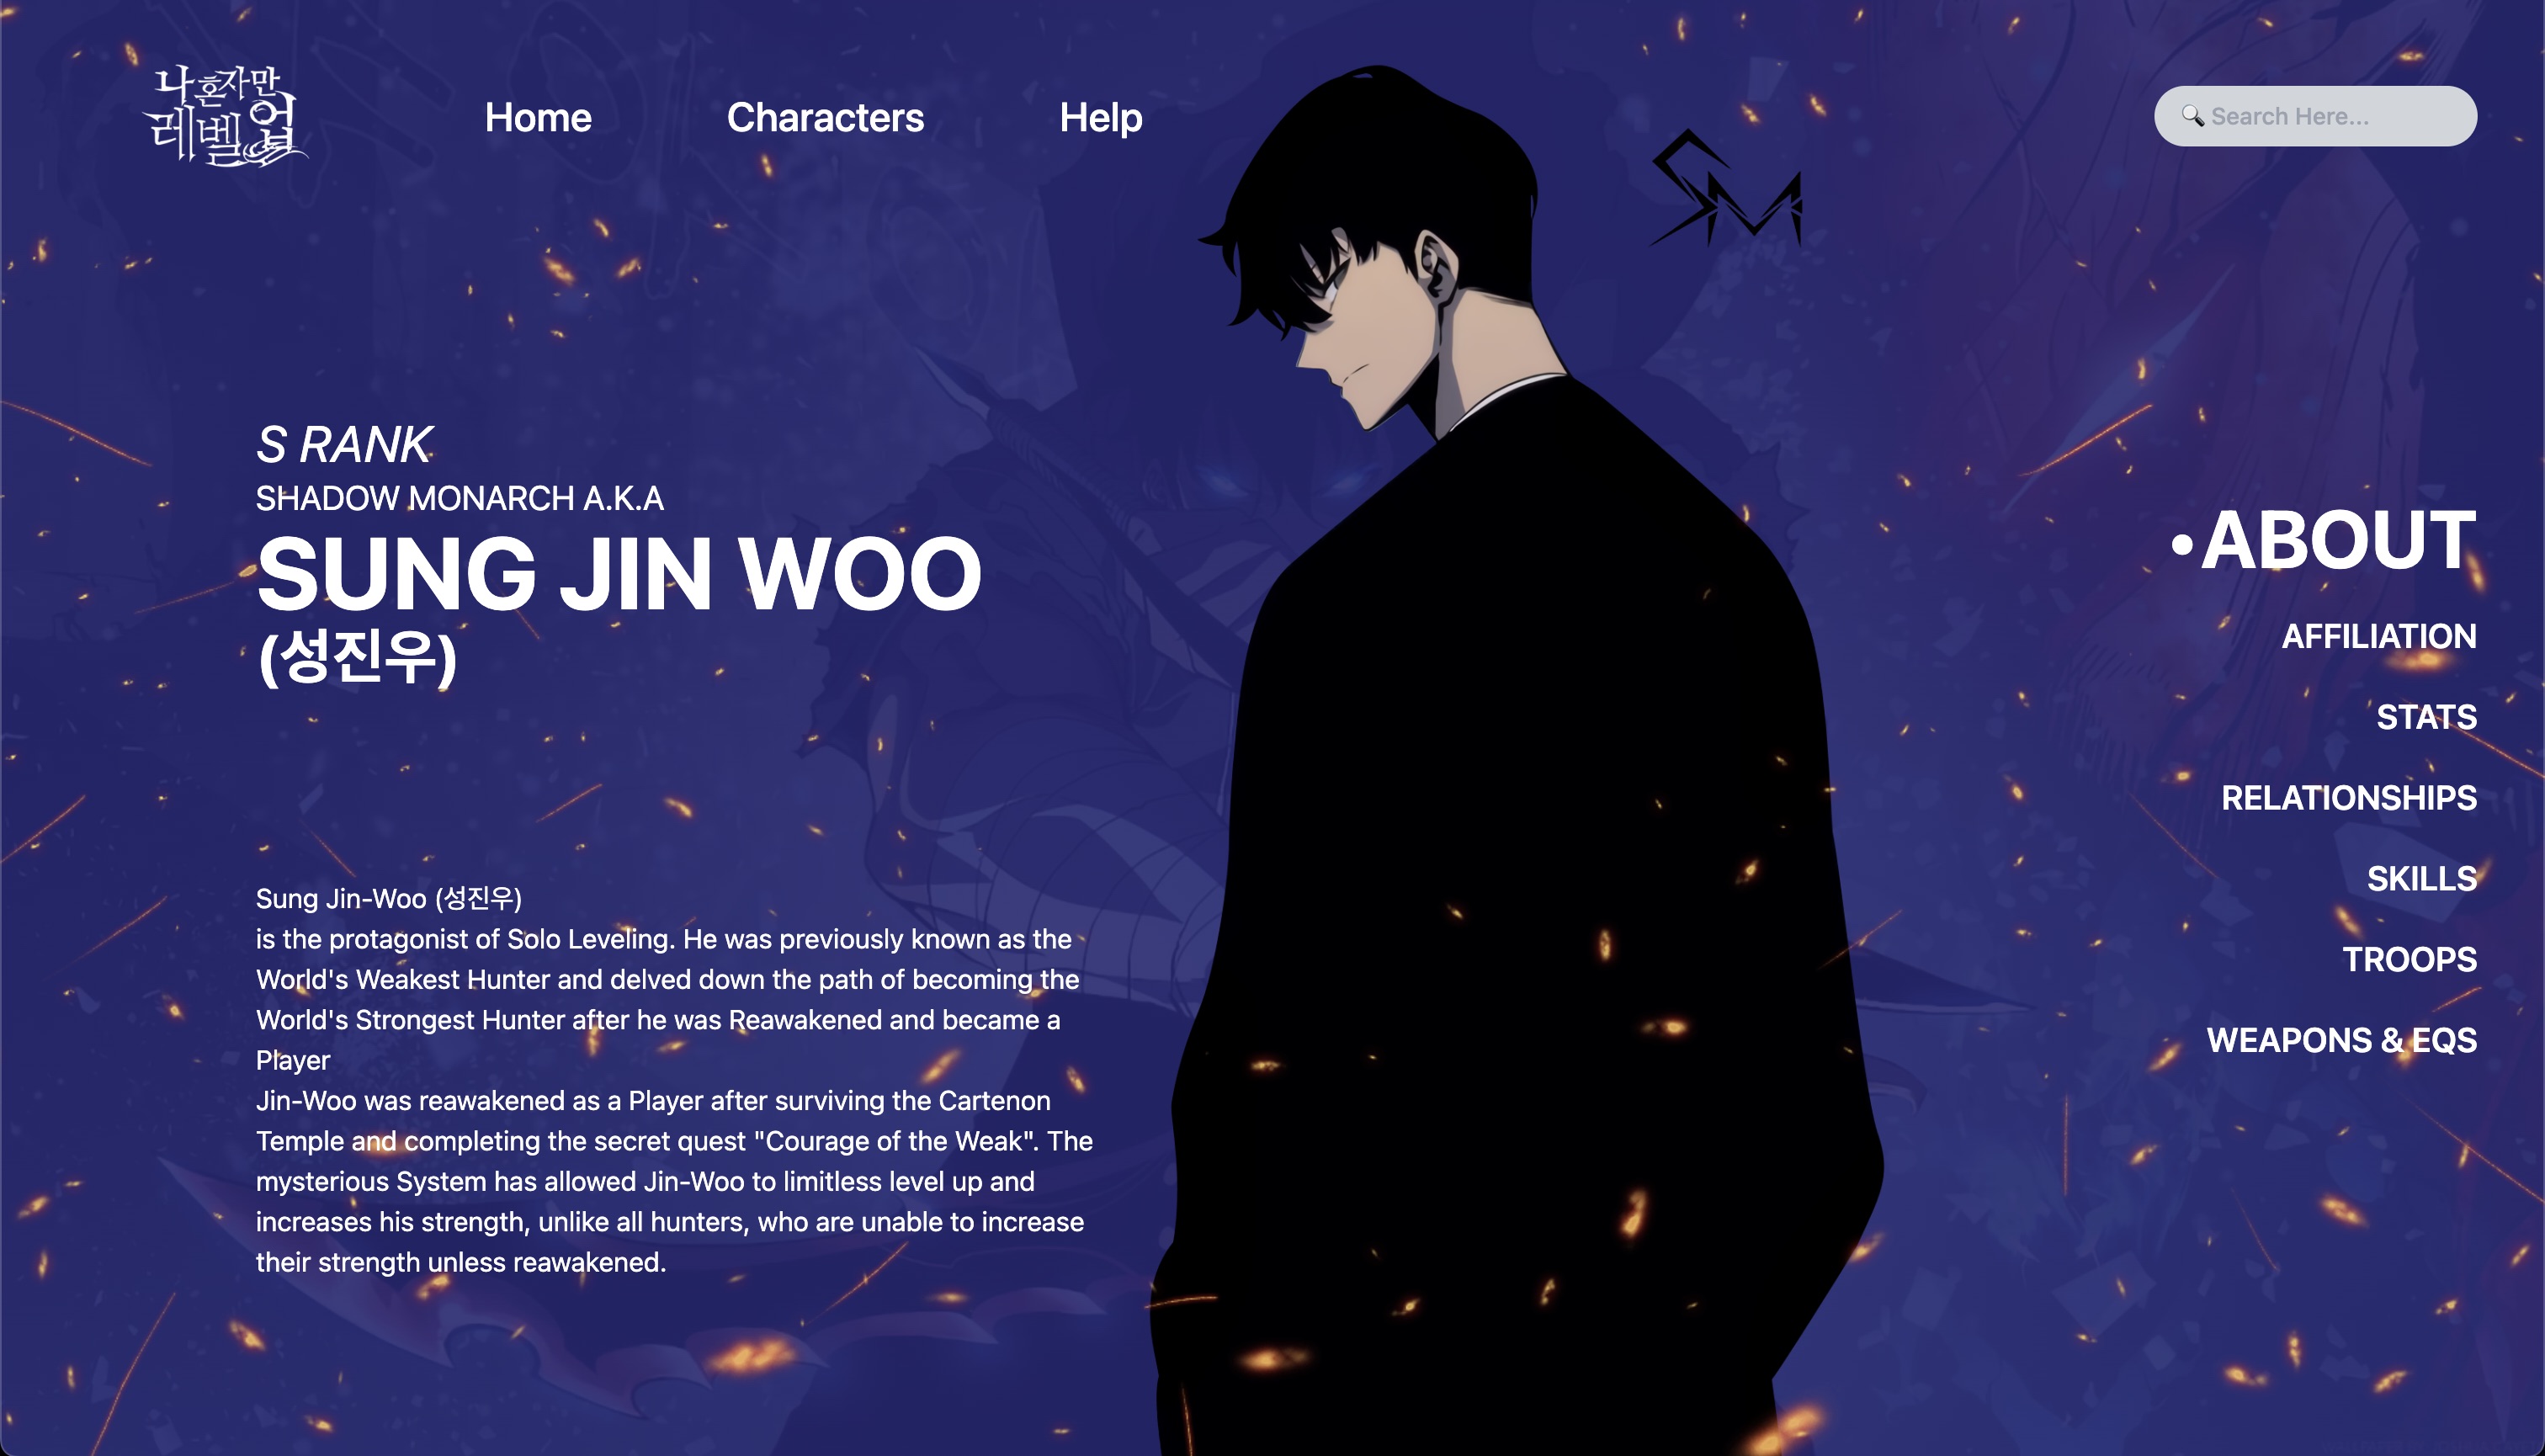 나 혼자만
레벨업
Home
Characters
Help
🔍 Search Here...
SM
S RANK
SHADOW MONARCH A.K.A
SUNG JIN WOO
(성진우)
Sung Jin-Woo (성진우)
is the protagonist of Solo Leveling. He was previously known as the
World's Weakest Hunter and delved down the path of becoming the
World's Strongest Hunter after he was Reawakened and became a
Player
Jin-Woo was reawakened as a Player after surviving the Cartenon
Temple and completing the secret quest "Courage of the Weak". The
mysterious System has allowed Jin-Woo to limitless level up and
increases his strength, unlike all hunters, who are unable to increase
their strength unless reawakened.
•ABOUT
AFFILIATION
STATS
RELATIONSHIPS
SKILLS
TROOPS
WEAPONS & EQS